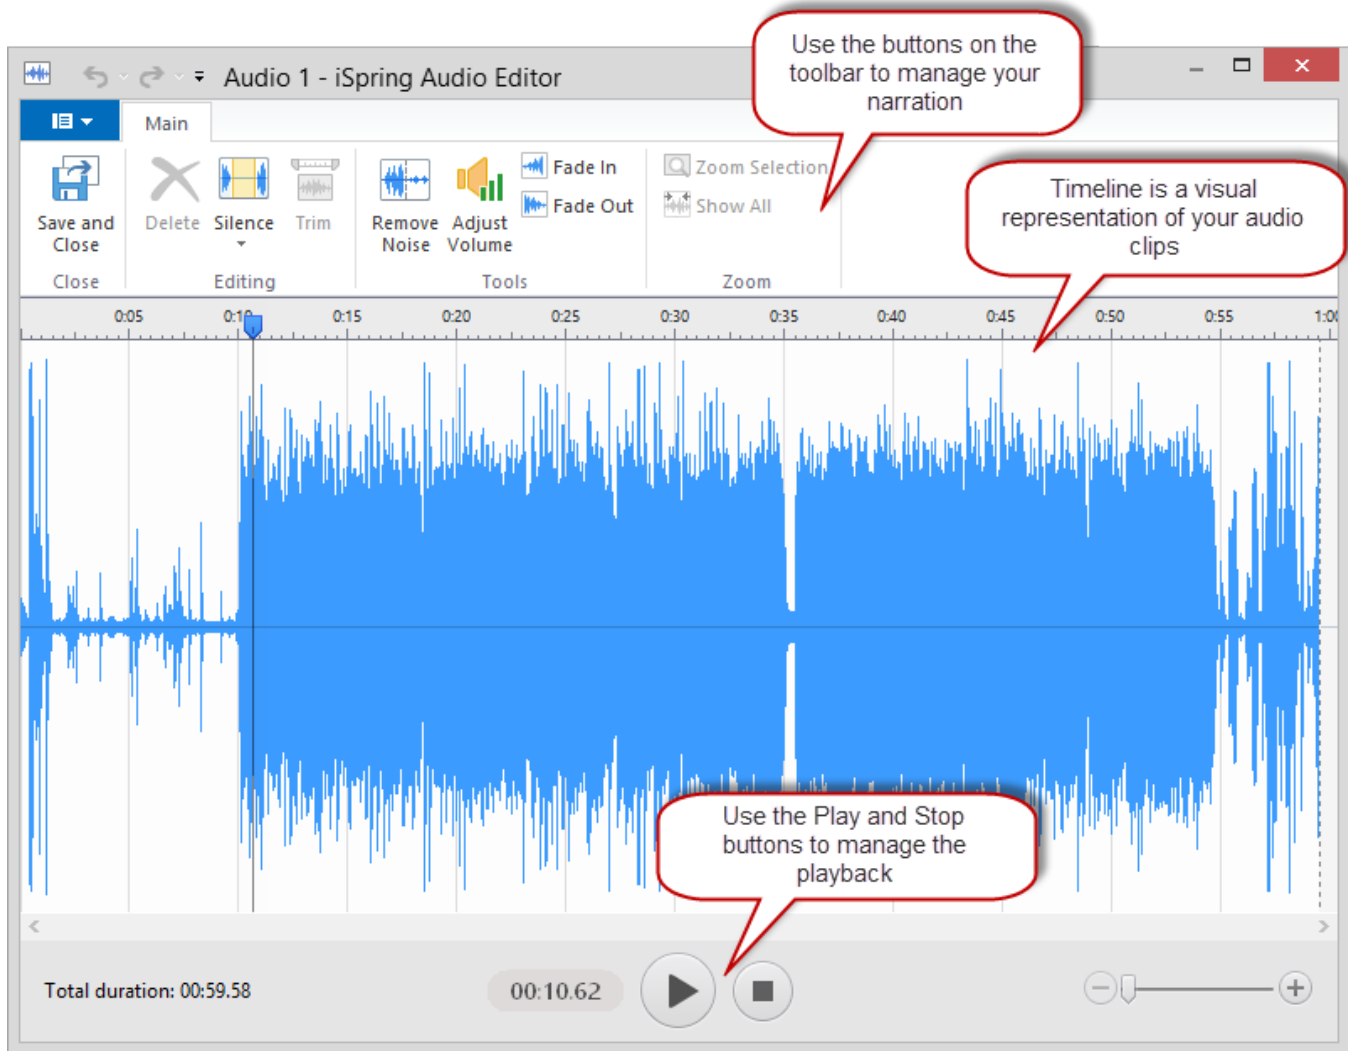 Use the buttons on the
toolbar to manage your
narration
Audio 1 - iSpring Audio Editor
Main
Timeline is a visual
representation of your audio
clips
Save and
Close
Delete
Silence
Trim
Remove
Noise
Adjust
Volume
Fade In
Fade Out
Zoom Selection
Show All
Close
Editing
Tools
Zoom
0:05 0:10 0:15 0:20 0:25 0:30 0:35 0:40 0:45 0:50 0:55 1:00
Use the Play and Stop
buttons to manage the
playback
Total duration: 00:59.58
00:10.62